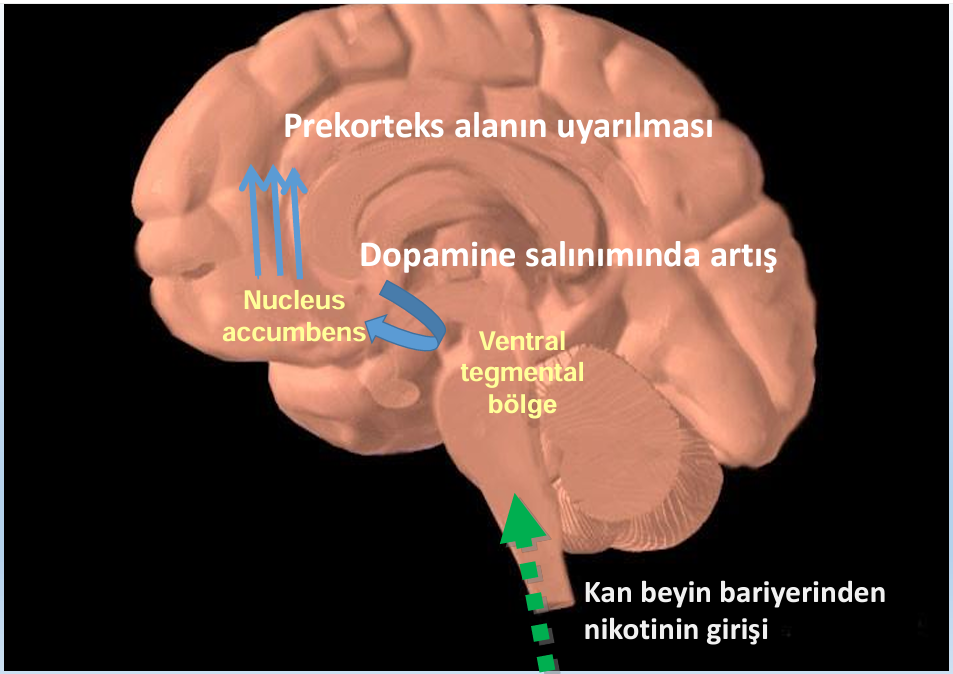 Prekorteks alanın uyarılması
Dopamine salınımında artış
Nucleus
accumbens
Ventral
tegmental
bölge
Kan beyin bariyerinden
nikotinin girişi